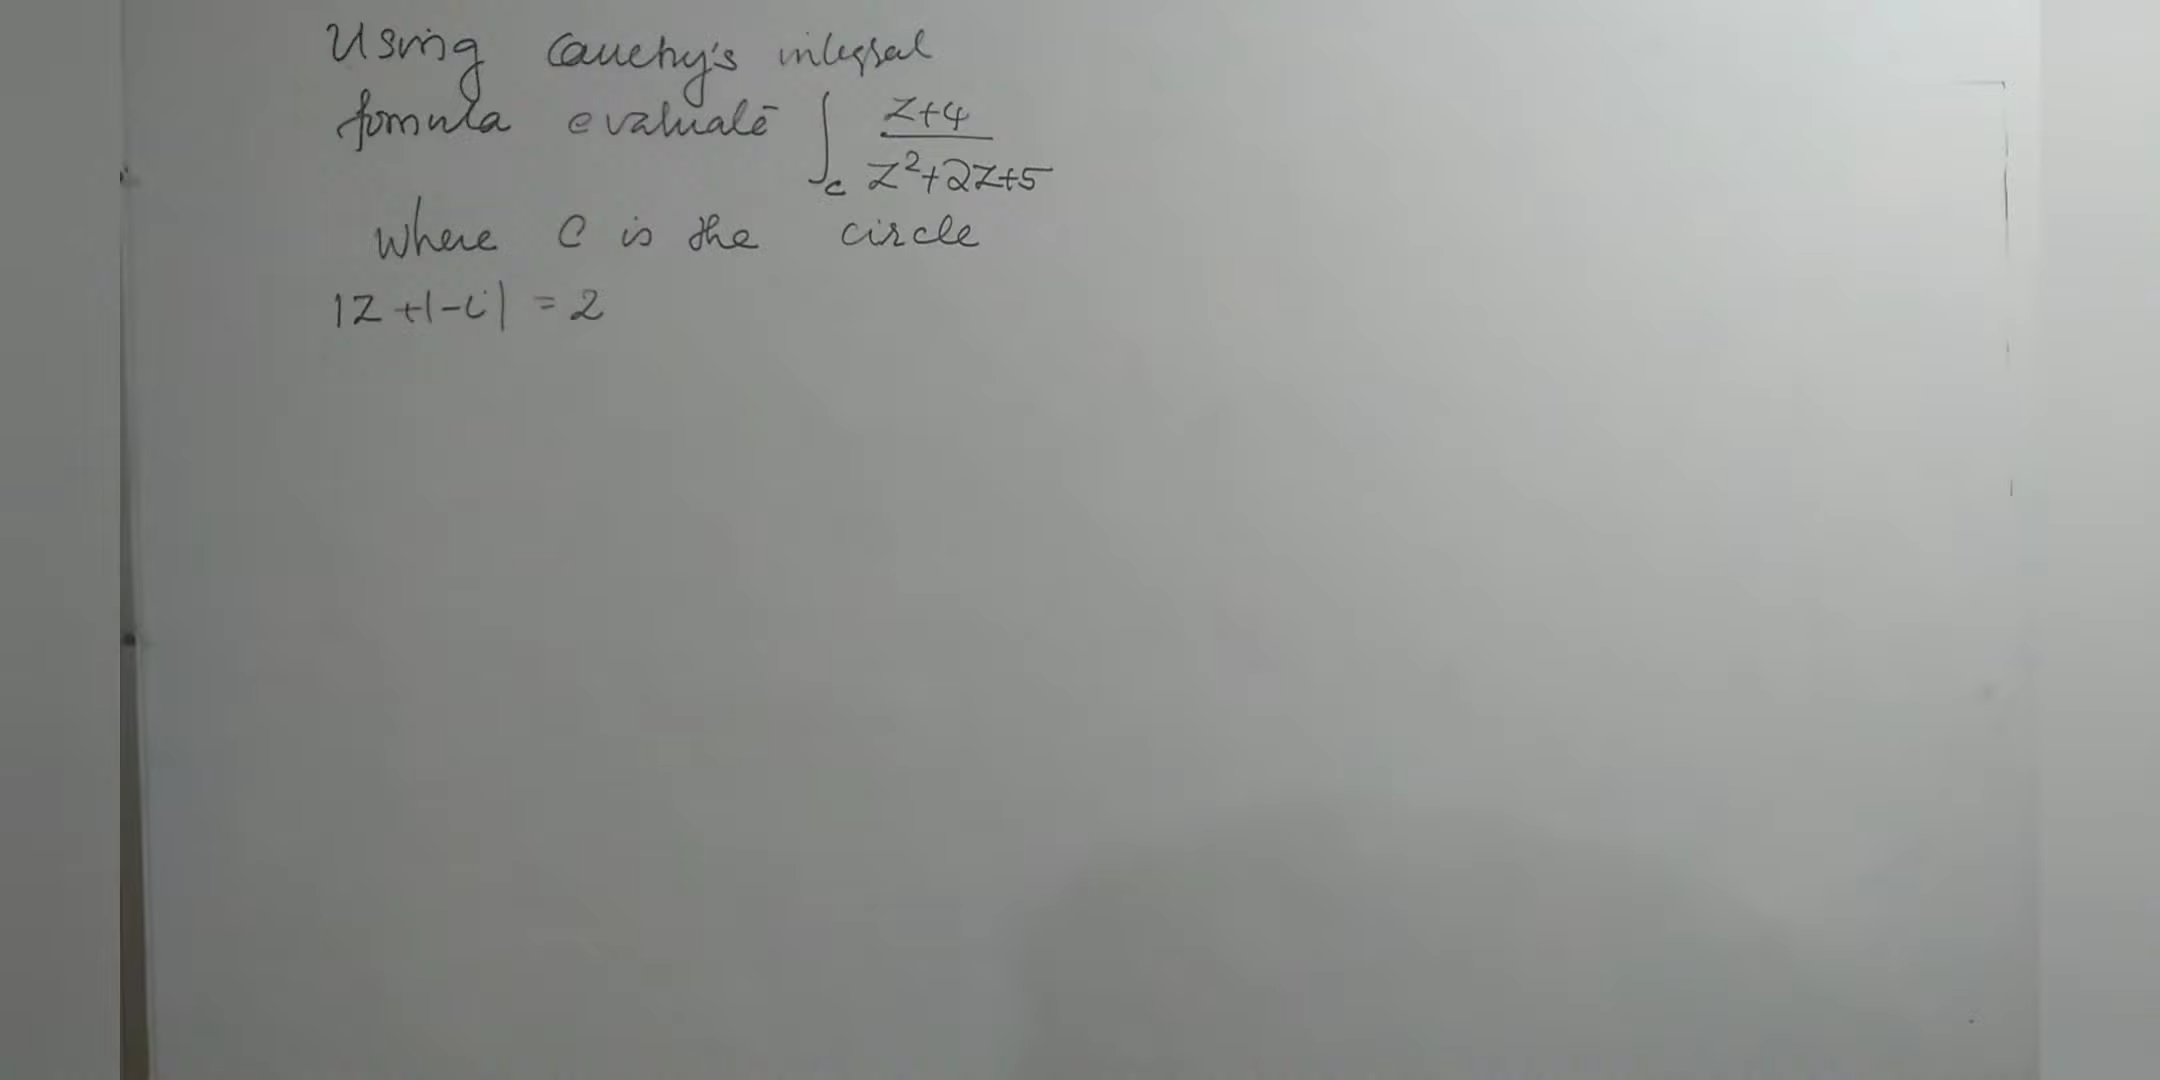 Using Cauchy's integral
formula evaluate ∫_C (z+4)/(z²+2z+5)
where C is the circle
|z+1-i| = 2